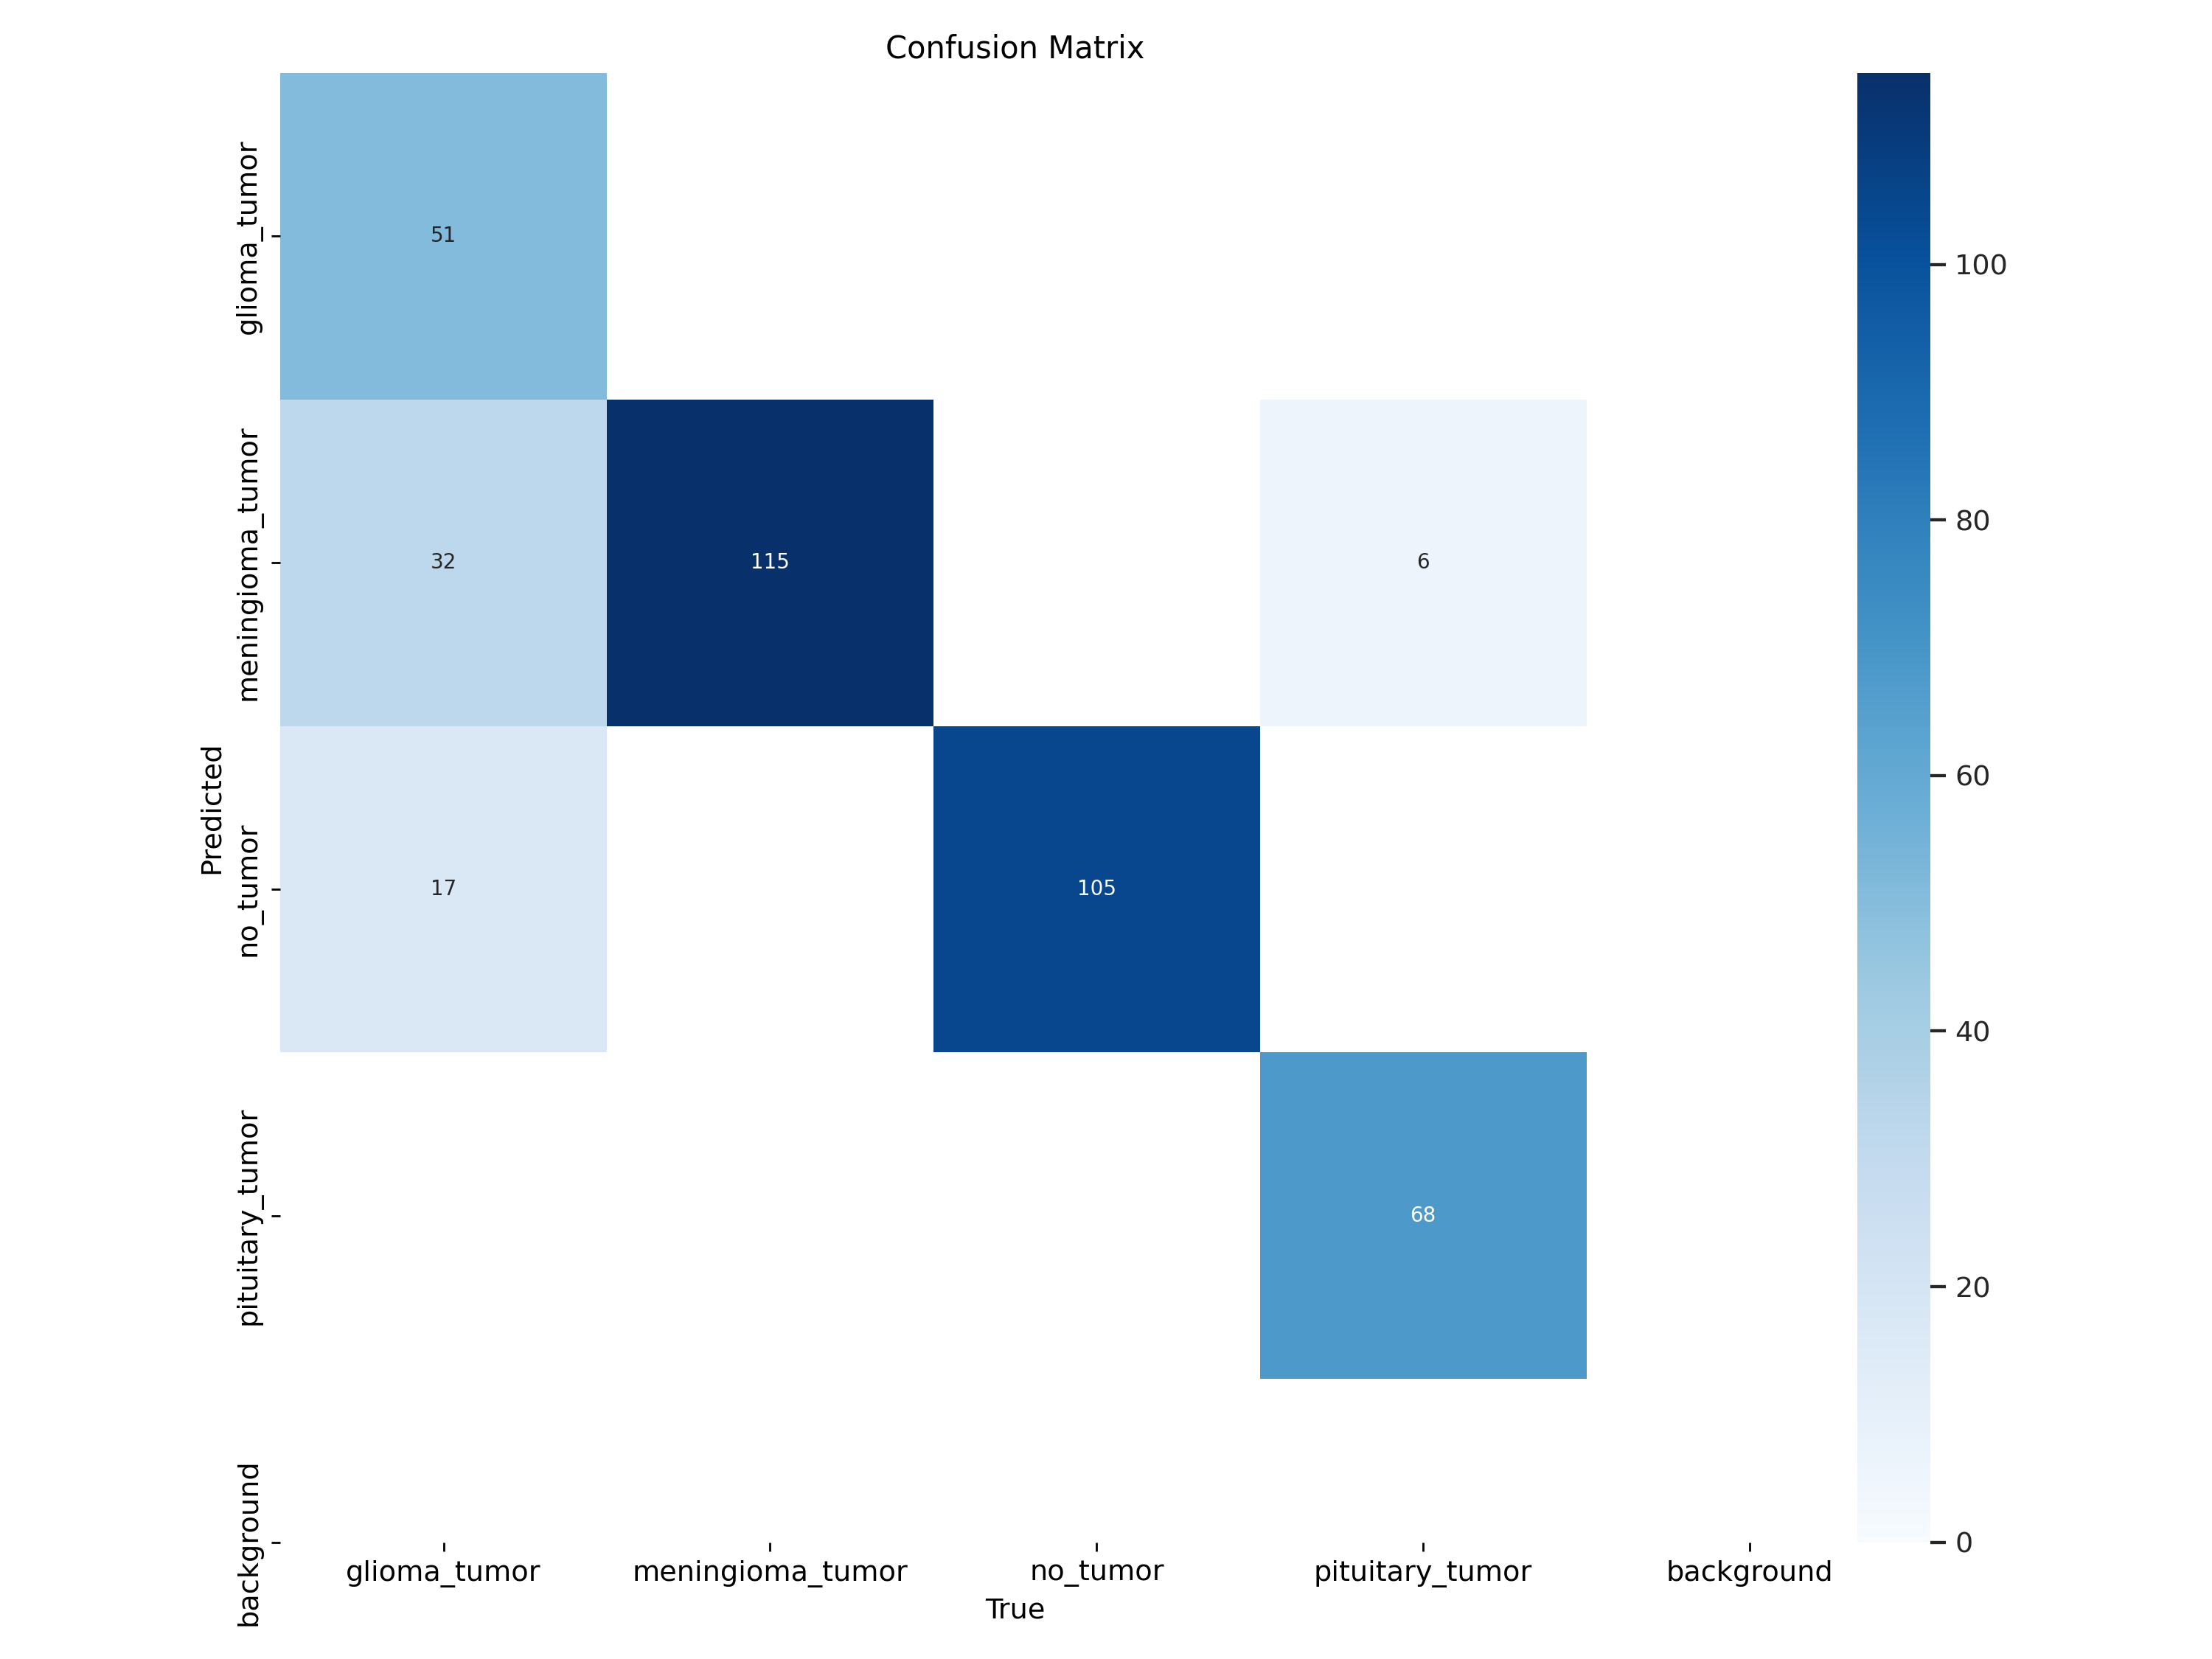 Confusion Matrix
glioma_tumor
51
100
meningioma_tumor
32
115
6
80
Predicted
60
no_tumor
17
105
40
pituitary_tumor
68
20
background
0
glioma_tumor
meningioma_tumor
no_tumor
pituitary_tumor
background
True